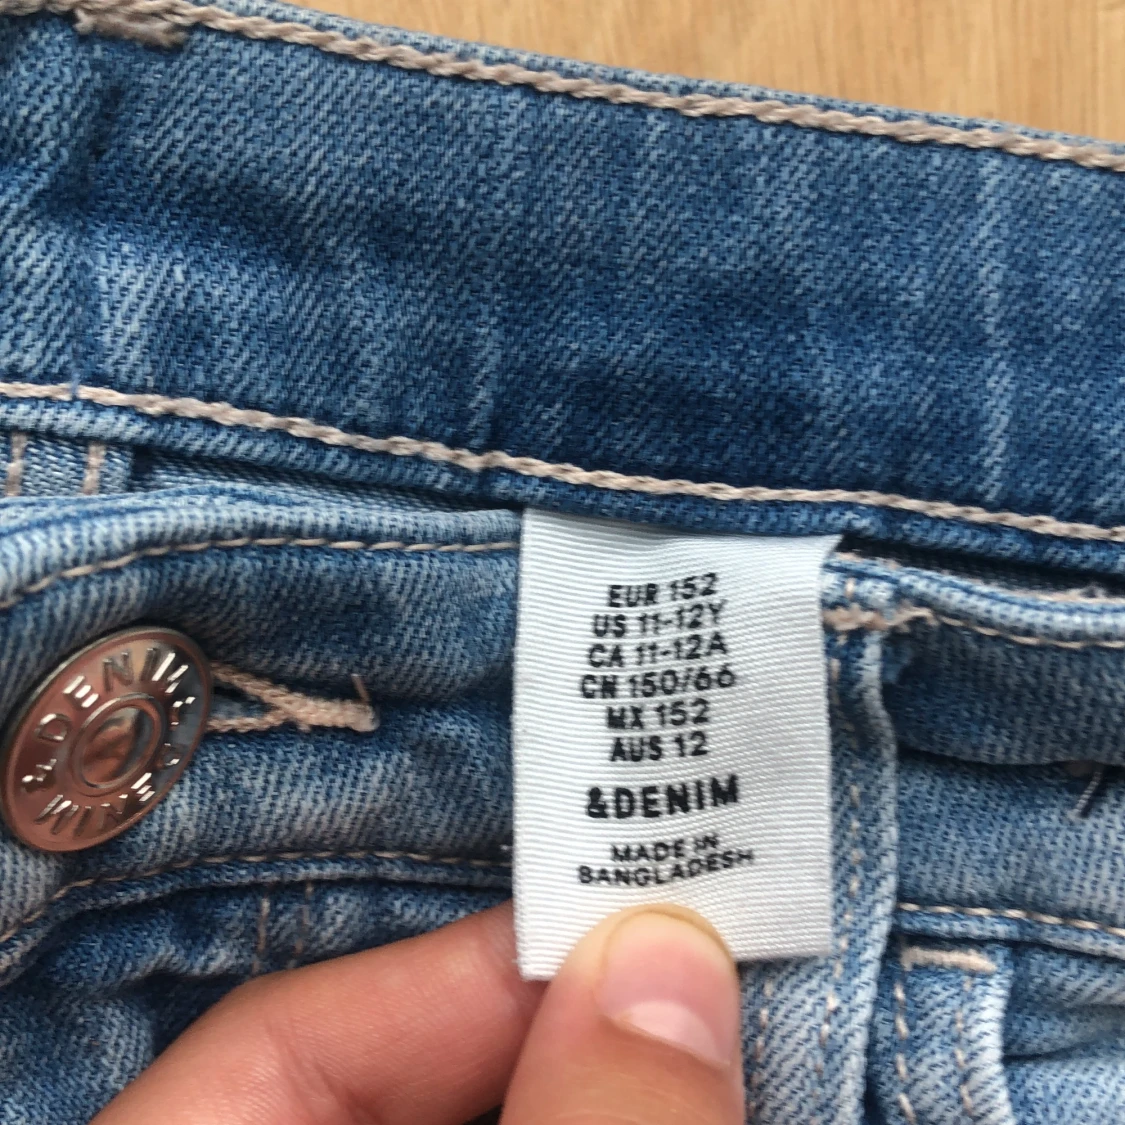 EUR 152
US 11-12Y
CA 11-12A
CN 150/66
MX 152
AUS 12
&DENIM
MADE IN
BANGLADESH
&DENIM